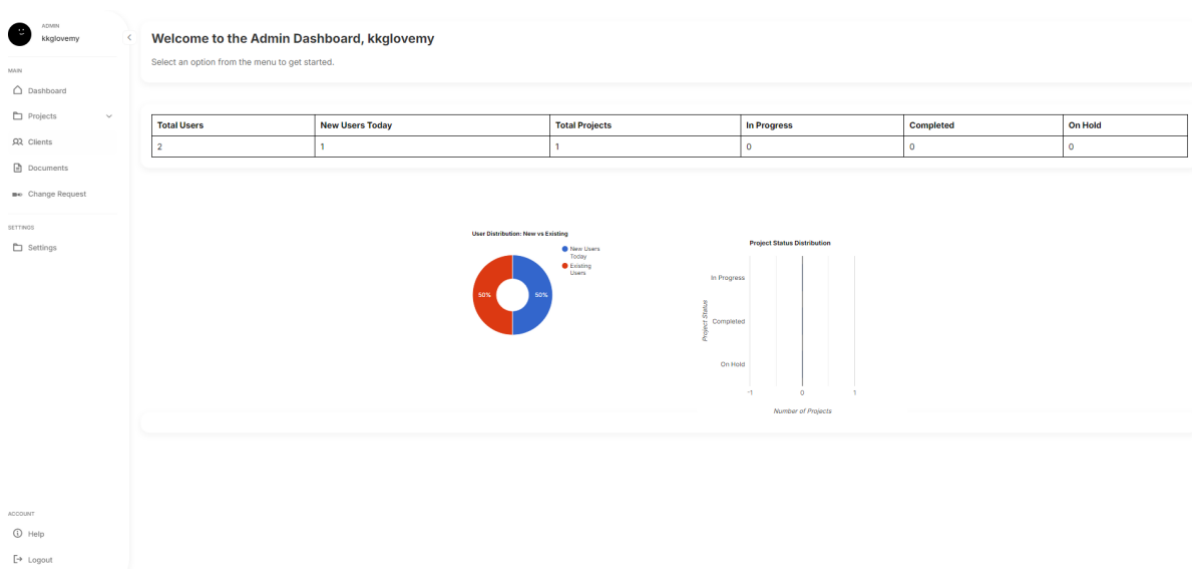 ADMIN
kkglovemy
MAIN
Dashboard
Projects
Clients
Documents
Change Request
SETTINGS
Settings
ACCOUNT
Help
Logout
Welcome to the Admin Dashboard, kkglovemy
Select an option from the menu to get started.
Total Users New Users Today Total Projects In Progress Completed On Hold
2 1 1 0 0 0
User Distribution: New vs Existing
New Users
Today
Existing
Users
50% 50%
Project Status Distribution
Project Status
In Progress
Completed
On Hold
-1 0 1
Number of Projects